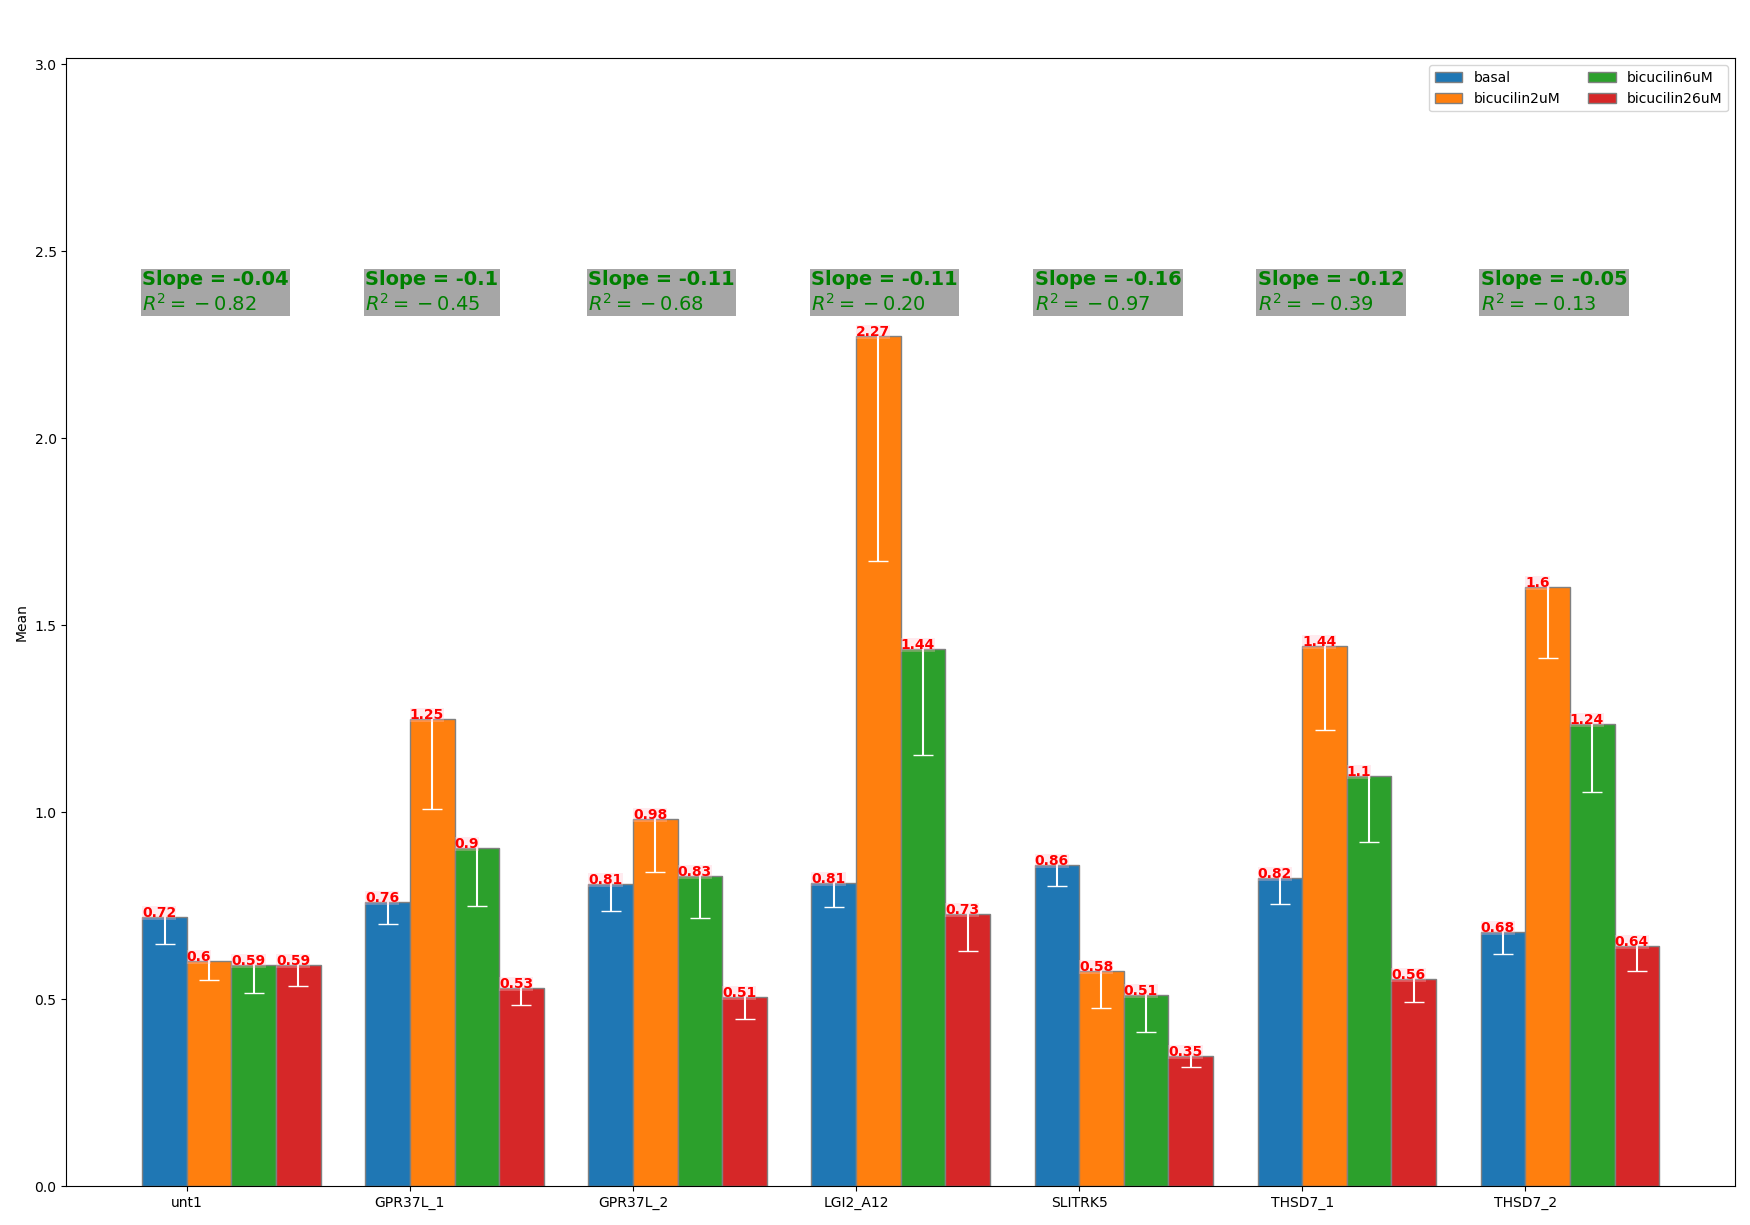 3.0
2.5
2.0
1.5
1.0
0.5
0.0
Mean
basal
bicucilin2uM
bicucilin6uM
bicucilin26uM
Slope = -0.04
R² = −0.82
Slope = -0.1
R² = −0.45
Slope = -0.11
R² = −0.68
Slope = -0.11
R² = −0.20
Slope = -0.16
R² = −0.97
Slope = -0.12
R² = −0.39
Slope = -0.05
R² = −0.13
0.72
0.6
0.59
0.59
0.76
1.25
0.9
0.53
0.81
0.98
0.83
0.51
0.81
2.27
1.44
0.73
0.86
0.58
0.51
0.35
0.82
1.44
1.1
0.56
0.68
1.6
1.24
0.64
unt1
GPR37L_1
GPR37L_2
LGI2_A12
SLITRK5
THSD7_1
THSD7_2